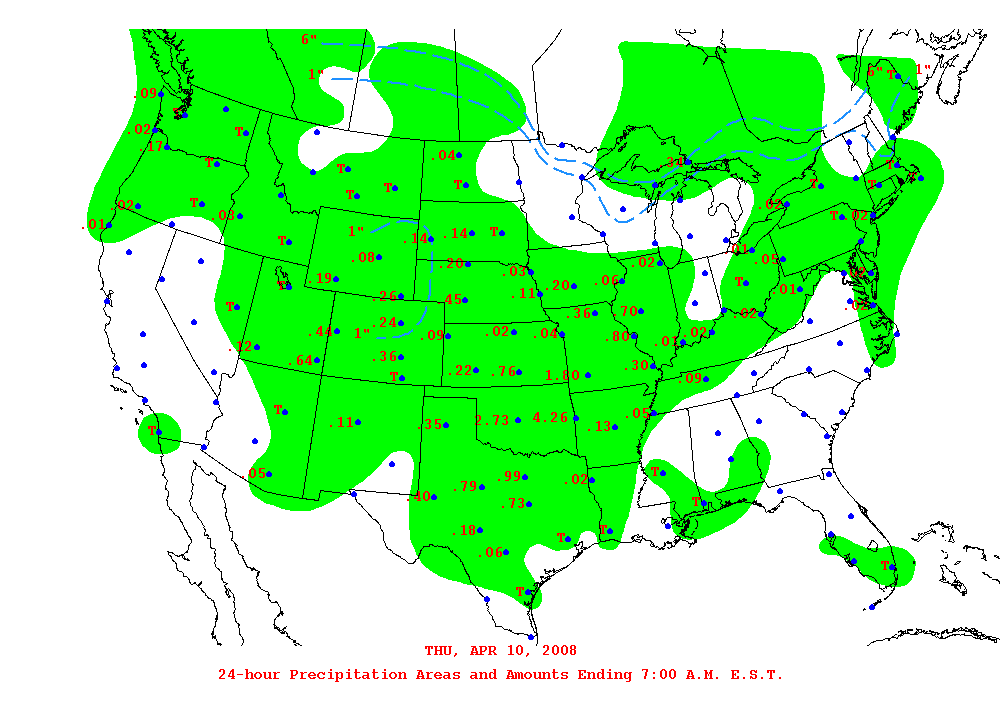 6"
6" T 1"
1"
.09
T
T
.02
.17
T
.04
.34
T
T
T
T
T
T
T
.02
T
.03
.02
T
.02
.01
1"
.14
.14
T
T
.01
.05
.08
.20
.02
.03
.02
.19
T
.20
.06
T
.01
.26
.11
T
.45
.36
.70
.02
.02
.24
.44
1"
.09
.02
.04
.80
.01
.02
.12
.64
.36
.30
T
.22
.76
1.80
.09
T
.11
.35
2.73
4.26
.13
.05
T
.05
.79
.99
.02
T
.40
.73
T
.18
T
T
.06
T
T
THU, APR 10, 2008
24-hour Precipitation Areas and Amounts Ending 7:00 A.M. E.S.T.